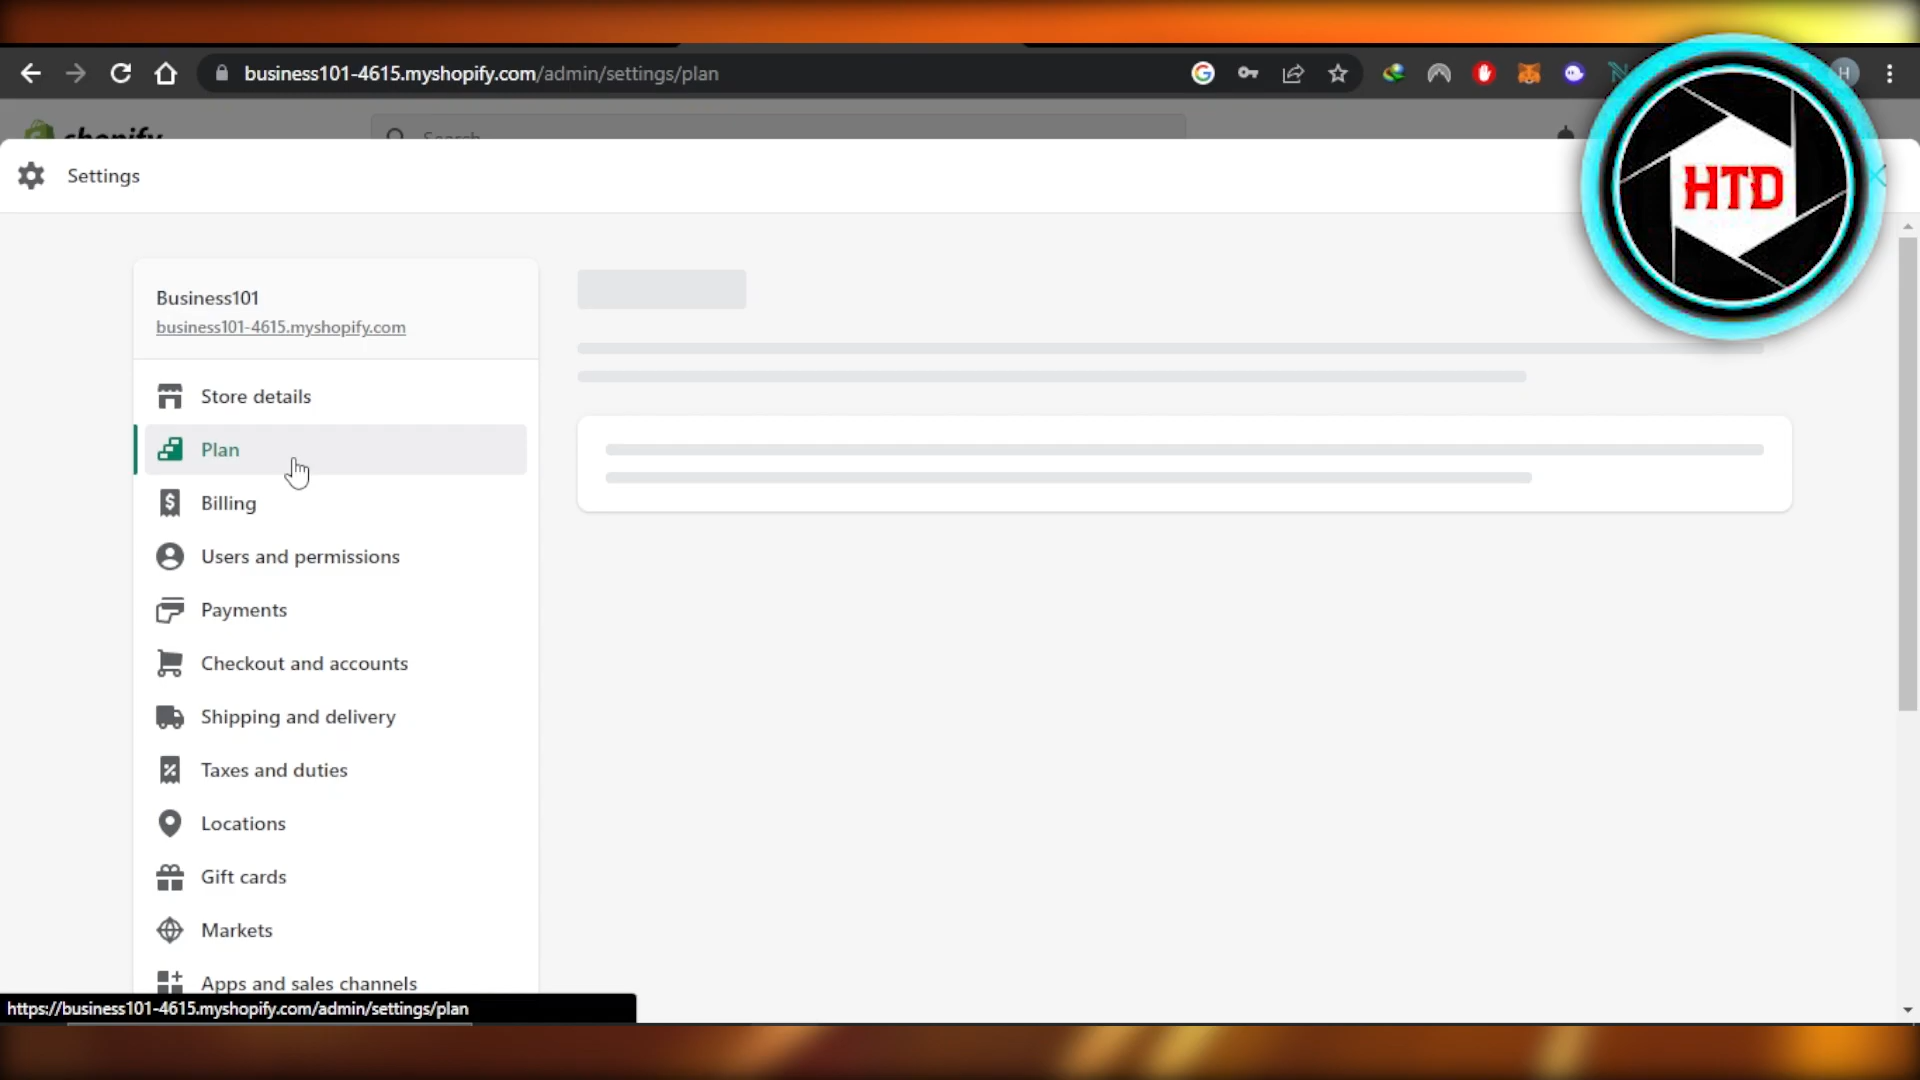 business101-4615.myshopify.com/admin/settings/plan
H
shopify
Search
Settings
HTD
Business101
business101-4615.myshopify.com
Store details
Plan
Billing
Users and permissions
Payments
Checkout and accounts
Shipping and delivery
Taxes and duties
Locations
Gift cards
Markets
Apps and sales channels
https://business101-4615.myshopify.com/admin/settings/plan